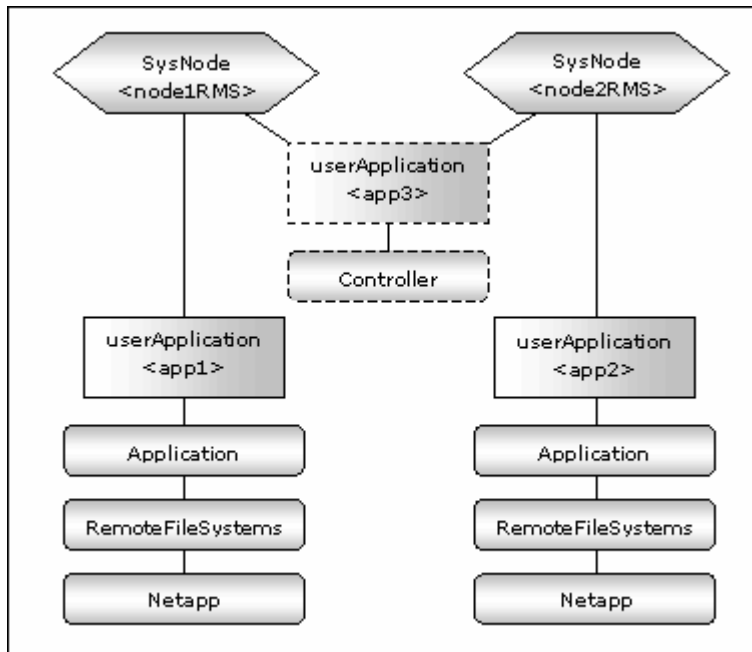 SysNode
<node1RMS>
SysNode
<node2RMS>
userApplication
<app3>
Controller
userApplication
<app1>
userApplication
<app2>
Application
Application
RemoteFileSystems
RemoteFileSystems
Netapp
Netapp